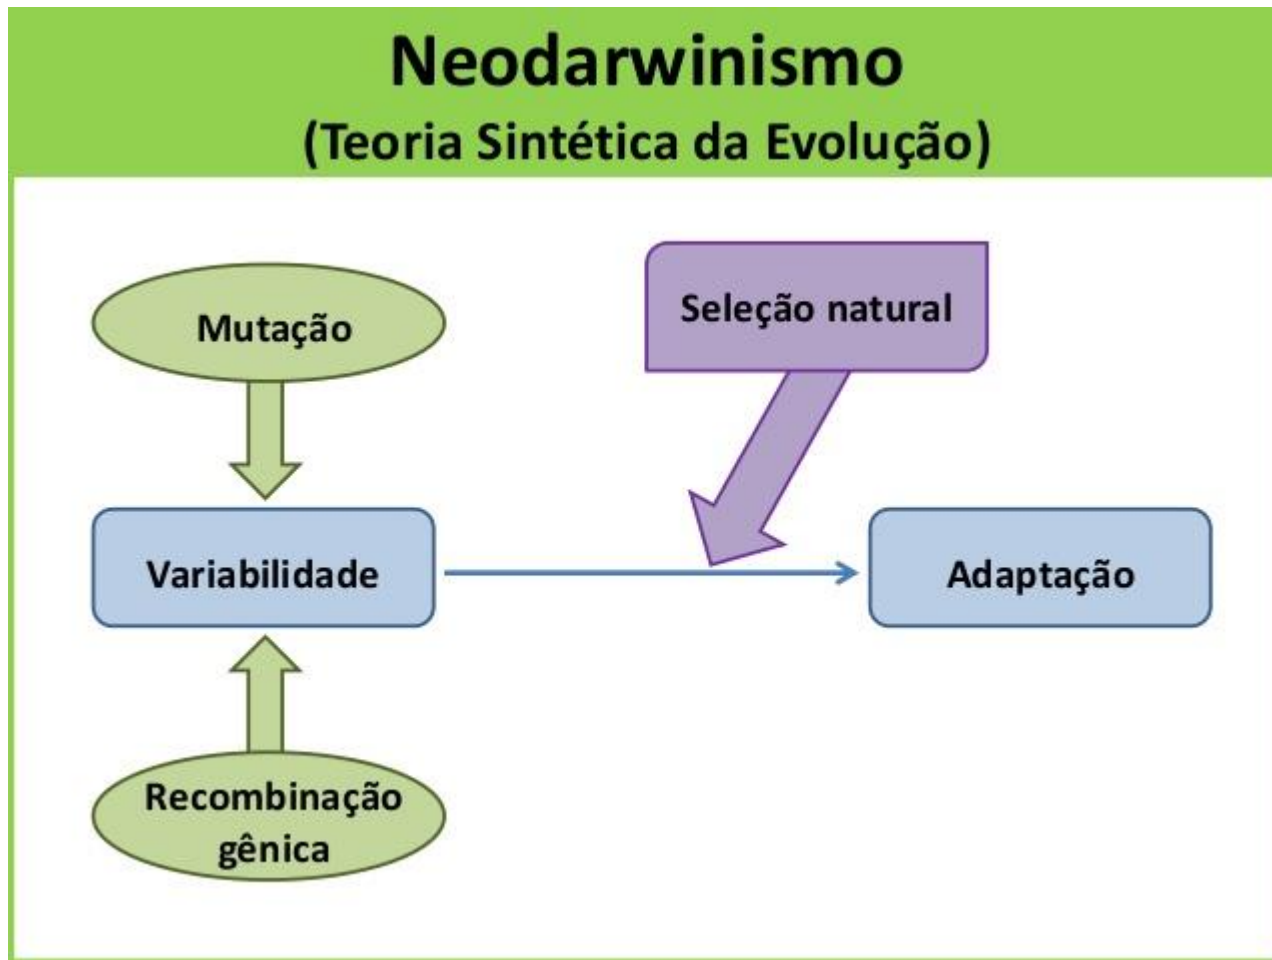 Neodarwinismo
(Teoria Sintética da Evolução)
Mutação
Seleção natural
Variabilidade
Adaptação
Recombinação
gênica